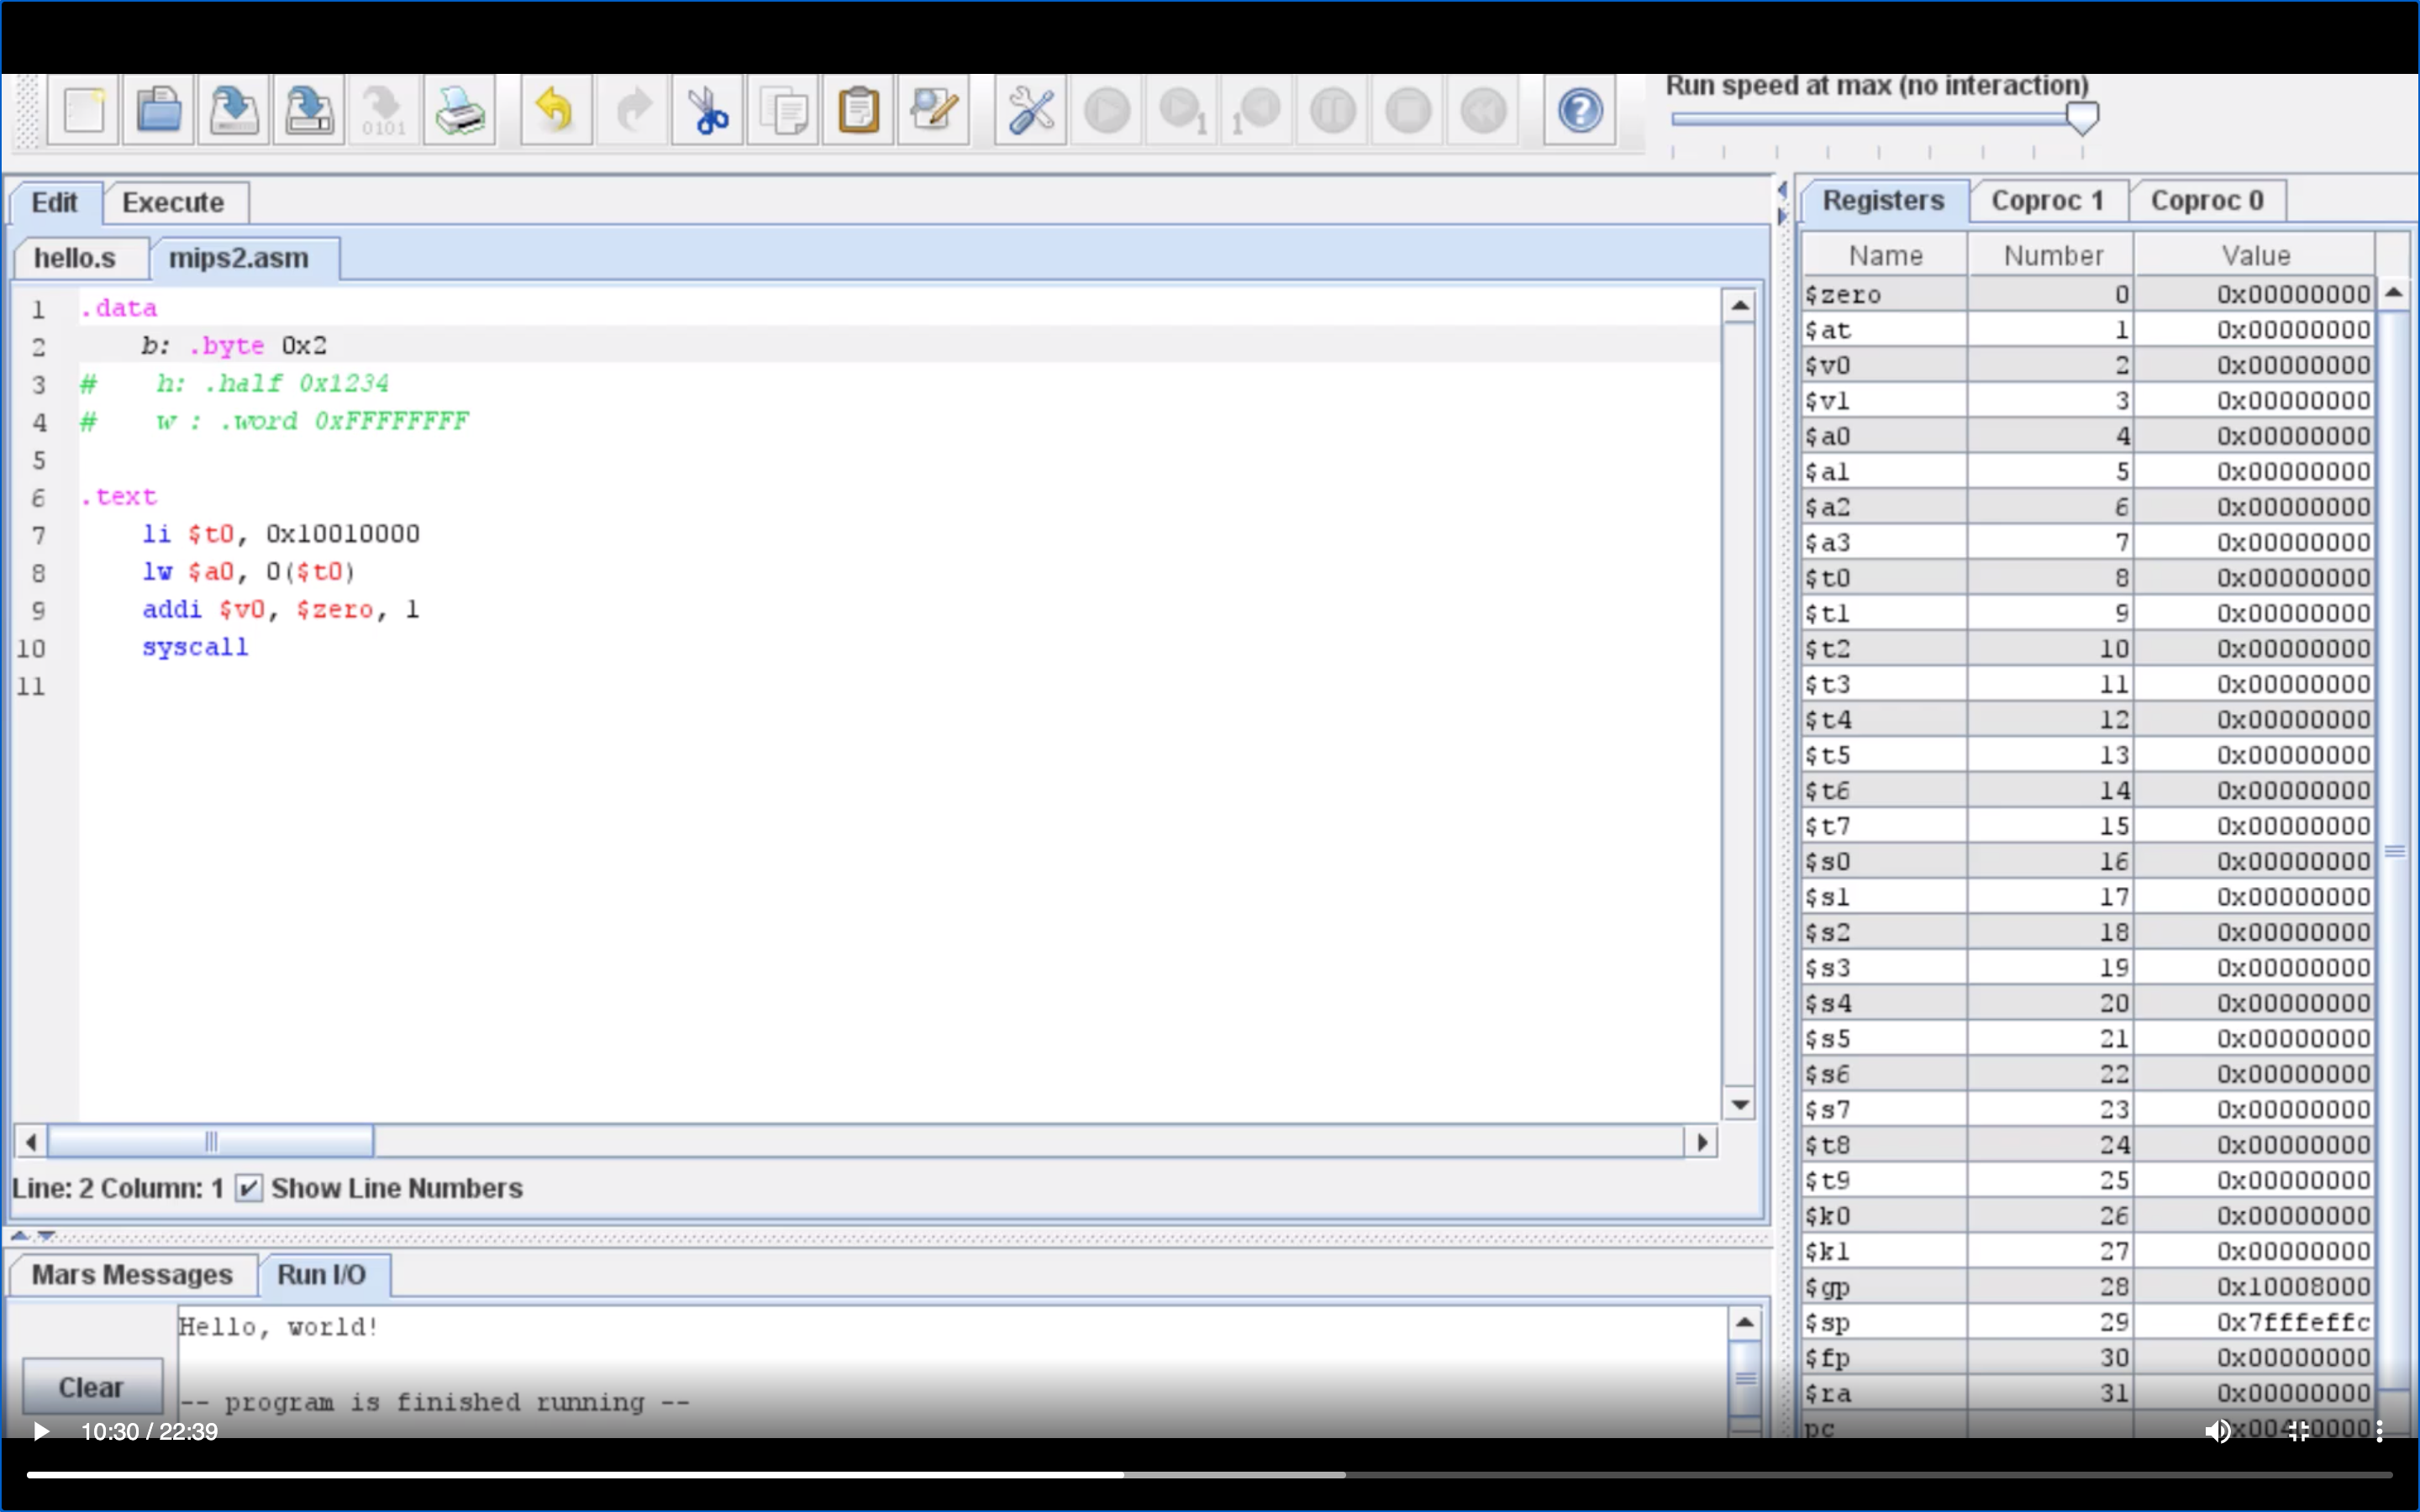 Run speed at max (no interaction)
0101
1
1
Edit Execute
hello.s mips2.asm
1 .data
2 b: .byte 0x2
3 # h: .half 0x1234
4 # w : .word 0xFFFFFFFF
5
6 .text
7 li $t0, 0x10010000
8 lw $a0, 0($t0)
9 addi $v0, $zero, 1
10 syscall
11
Line: 2 Column: 1 Show Line Numbers
Mars Messages Run I/O
Clear
Hello, world!
-- program is finished running --
Registers Coproc 1 Coproc 0
Name Number Value
$zero 0 0x00000000
$at 1 0x00000000
$v0 2 0x00000000
$v1 3 0x00000000
$a0 4 0x00000000
$a1 5 0x00000000
$a2 6 0x00000000
$a3 7 0x00000000
$t0 8 0x00000000
$t1 9 0x00000000
$t2 10 0x00000000
$t3 11 0x00000000
$t4 12 0x00000000
$t5 13 0x00000000
$t6 14 0x00000000
$t7 15 0x00000000
$s0 16 0x00000000
$s1 17 0x00000000
$s2 18 0x00000000
$s3 19 0x00000000
$s4 20 0x00000000
$s5 21 0x00000000
$s6 22 0x00000000
$s7 23 0x00000000
$t8 24 0x00000000
$t9 25 0x00000000
$k0 26 0x00000000
$k1 27 0x00000000
$gp 28 0x10008000
$sp 29 0x7fffeffc
$fp 30 0x00000000
$ra 31 0x00000000
pc
10:30 / 22:39